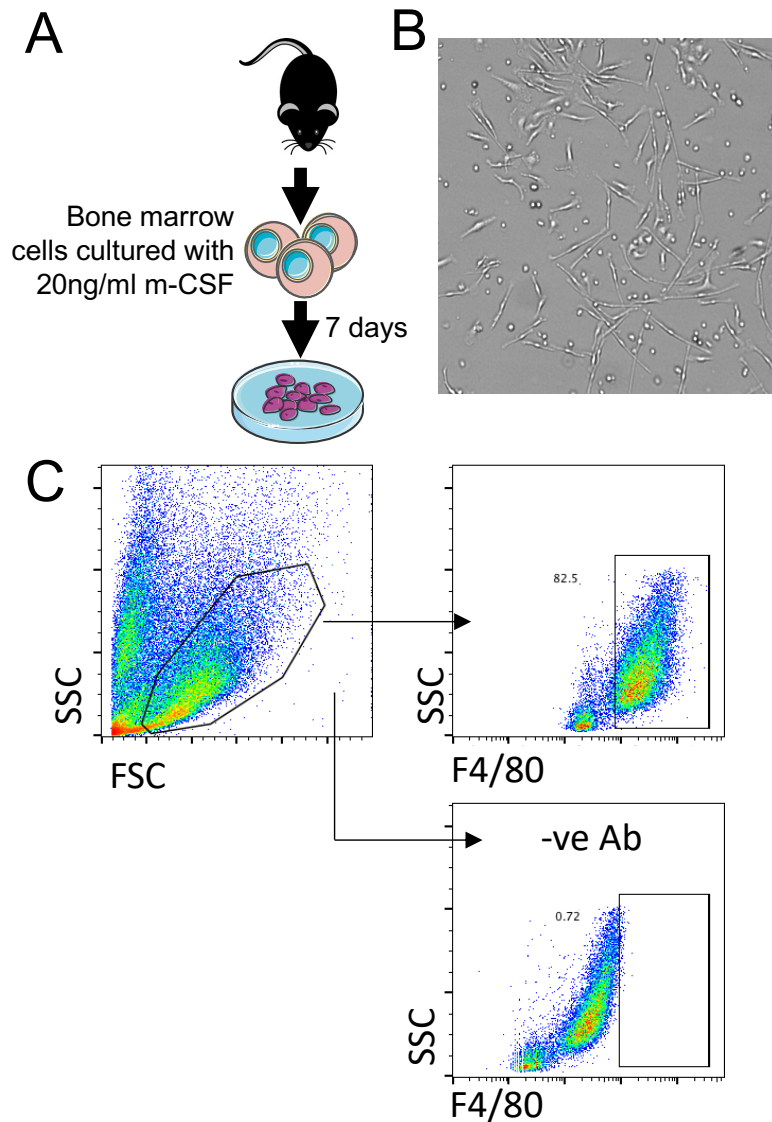 A
Bone marrow
cells cultured with
20ng/ml m-CSF
7 days
B
C
SSC
FSC
82.5
SSC
F4/80
-ve Ab
0.72
SSC
F4/80